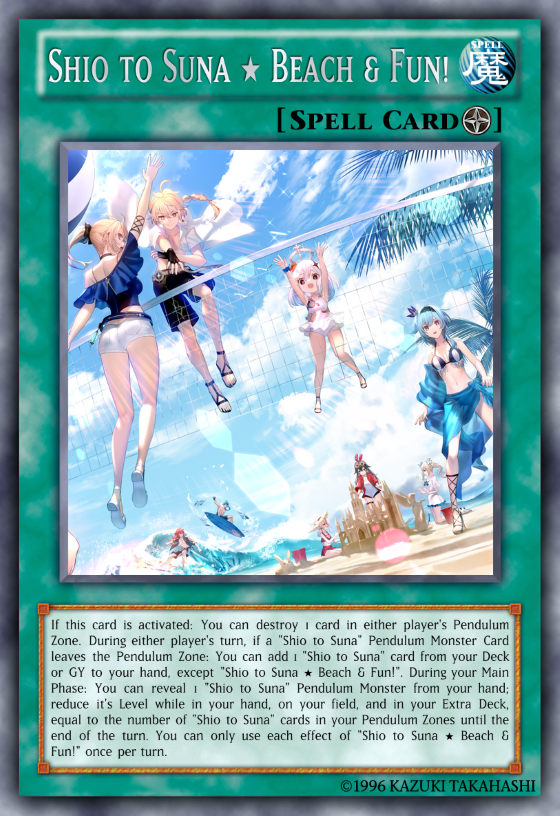 Shio to Suna ★ Beach & Fun!
SPELL
魔
[Spell Card]
If this card is activated: You can destroy 1 card in either player's Pendulum
Zone. During either player's turn, if a "Shio to Suna" Pendulum Monster Card
leaves the Pendulum Zone: You can add 1 "Shio to Suna" card from your Deck
or GY to your hand, except "Shio to Suna ★ Beach & Fun!". During your Main
Phase: You can reveal 1 "Shio to Suna" Pendulum Monster from your hand;
reduce it's Level while in your hand, on your field, and in your Extra Deck,
equal to the number of "Shio to Suna" cards in your Pendulum Zones until the
end of the turn. You can only use each effect of "Shio to Suna ★ Beach &
Fun!" once per turn.
©1996 KAZUKI TAKAHASHI